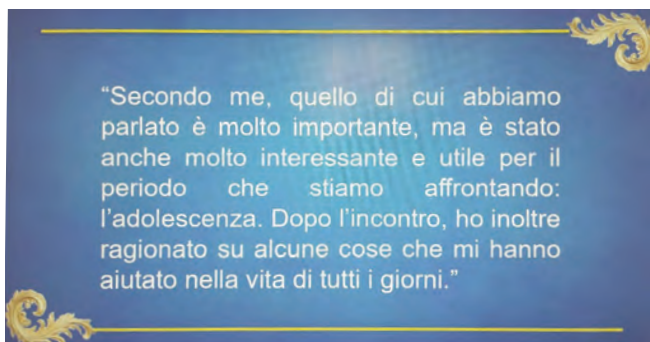 “Secondo me, quello di cui abbiamo
parlato è molto importante, ma è stato
anche molto interessante e utile per il
periodo che stiamo affrontando:
l’adolescenza. Dopo l’incontro, ho inoltre
ragionato su alcune cose che mi hanno
aiutato nella vita di tutti i giorni.”